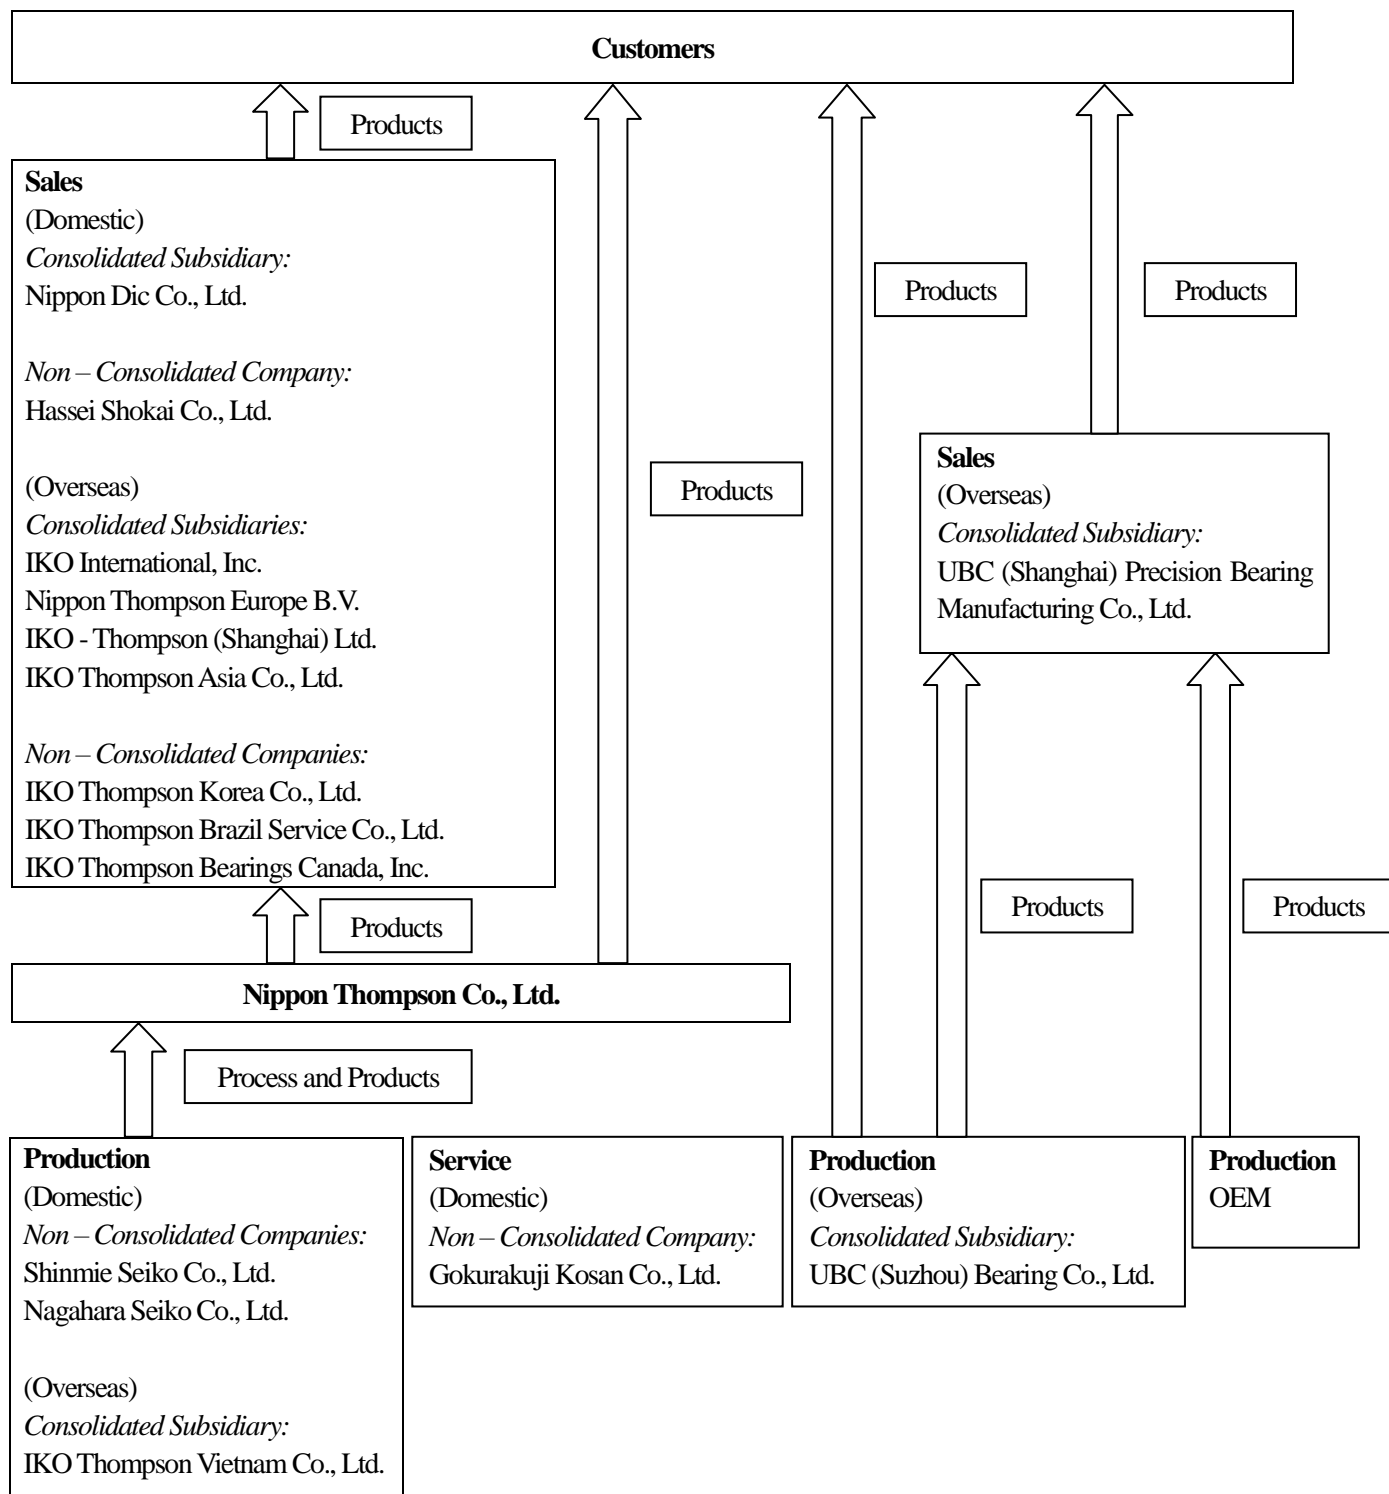 Customers
Products
Sales
(Domestic)
Consolidated Subsidiary:
Nippon Dic Co., Ltd.
Non – Consolidated Company:
Hassei Shokai Co., Ltd.
(Overseas)
Consolidated Subsidiaries:
IKO International, Inc.
Nippon Thompson Europe B.V.
IKO - Thompson (Shanghai) Ltd.
IKO Thompson Asia Co., Ltd.
Non – Consolidated Companies:
IKO Thompson Korea Co., Ltd.
IKO Thompson Brazil Service Co., Ltd.
IKO Thompson Bearings Canada, Inc.
Products
Products
Products
Products
Sales
(Overseas)
Consolidated Subsidiary:
UBC (Shanghai) Precision Bearing
Manufacturing Co., Ltd.
Products
Products
Nippon Thompson Co., Ltd.
Process and Products
Production
(Domestic)
Non – Consolidated Companies:
Shinmie Seiko Co., Ltd.
Nagahara Seiko Co., Ltd.
(Overseas)
Consolidated Subsidiary:
IKO Thompson Vietnam Co., Ltd.
Service
(Domestic)
Non – Consolidated Company:
Gokurakuji Kosan Co., Ltd.
Production
(Overseas)
Consolidated Subsidiary:
UBC (Suzhou) Bearing Co., Ltd.
Production
OEM